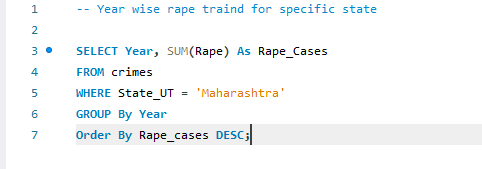 1 -- Year wise rape traind for specific state
2
3 SELECT Year, SUM(Rape) As Rape_Cases
4 FROM crimes
5 WHERE State_UT = 'Maharashtra'
6 GROUP By Year
7 Order By Rape_cases DESC;